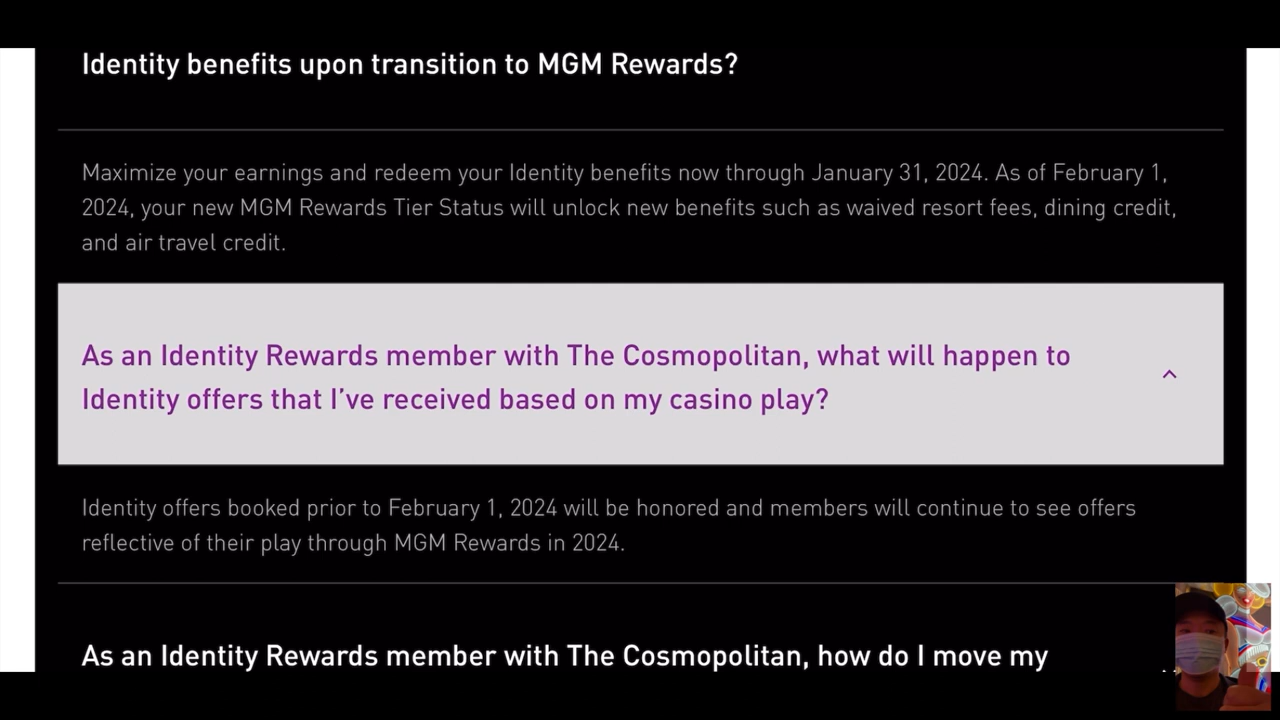 Identity benefits upon transition to MGM Rewards?
Maximize your earnings and redeem your Identity benefits now through January 31, 2024. As of February 1,
2024, your new MGM Rewards Tier Status will unlock new benefits such as waived resort fees, dining credit,
and air travel credit.
As an Identity Rewards member with The Cosmopolitan, what will happen to
Identity offers that I’ve received based on my casino play?
Identity offers booked prior to February 1, 2024 will be honored and members will continue to see offers
reflective of their play through MGM Rewards in 2024.
As an Identity Rewards member with The Cosmopolitan, how do I move my